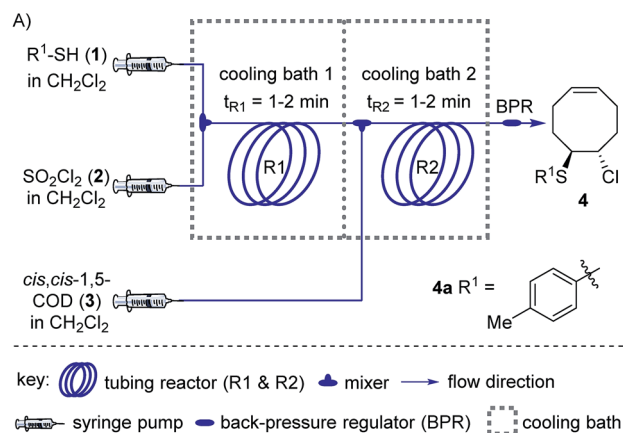 A)
R¹-SH (1)
in CH₂Cl₂
SO₂Cl₂ (2)
in CH₂Cl₂
cis,cis-1,5-
COD (3)
in CH₂Cl₂
cooling bath 1
tR1 = 1-2 min
R1
cooling bath 2
tR2 = 1-2 min
R2
BPR
R¹S
Cl
4
4a R¹ =
Me
key:
tubing reactor (R1 & R2)
mixer
flow direction
syringe pump
back-pressure regulator (BPR)
cooling bath